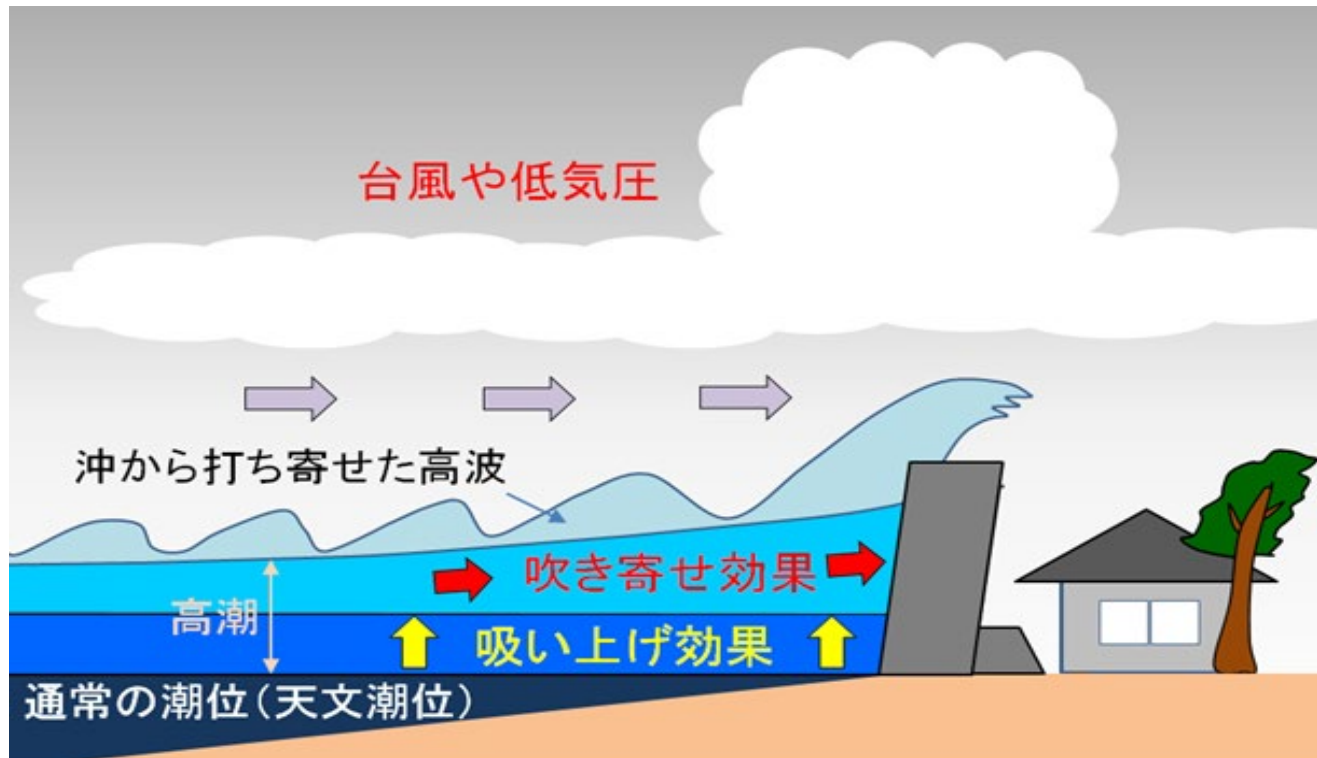 台風や低気圧
沖から打ち寄せた高波
吹き寄せ効果
高潮
吸い上げ効果
通常の潮位(天文潮位)